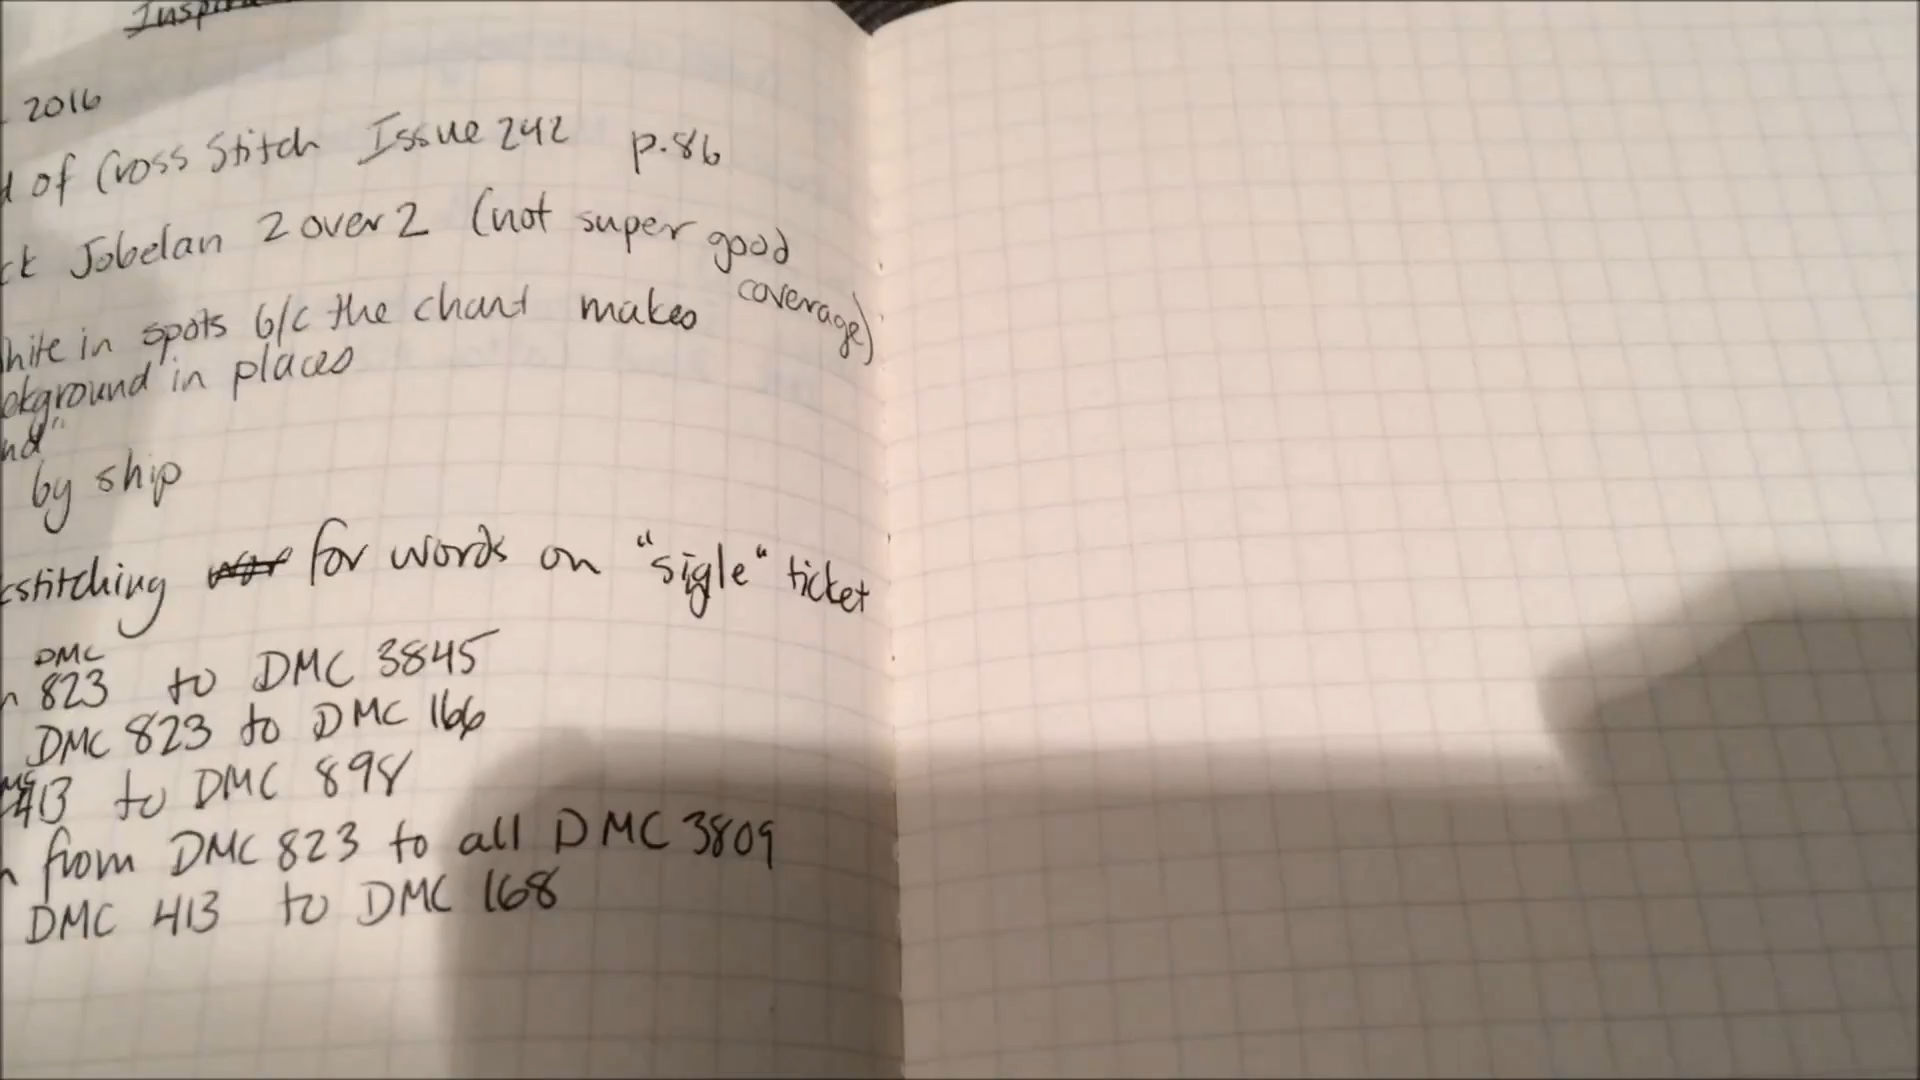 2016
of Cross Stitch Issue 242 p.86
Jobelan 2 over 2 (not super good
coverage)
in spots b/c the chart makes
in places
by ship
for words on "sigle" ticket
DMC
823 to DMC 3845
DMC 823 to DMC 166
413 to DMC 898
from DMC 823 to all DMC 3809
DMC 413 to DMC 168